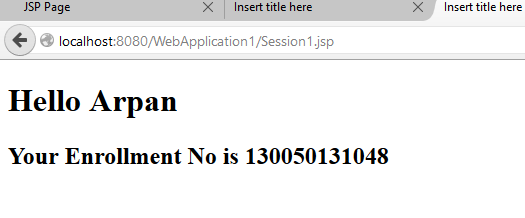 JSP Page
Insert title here
Insert title here
localhost:8080/WebApplication1/Session1.jsp
Hello Arpan
Your Enrollment No is 130050131048